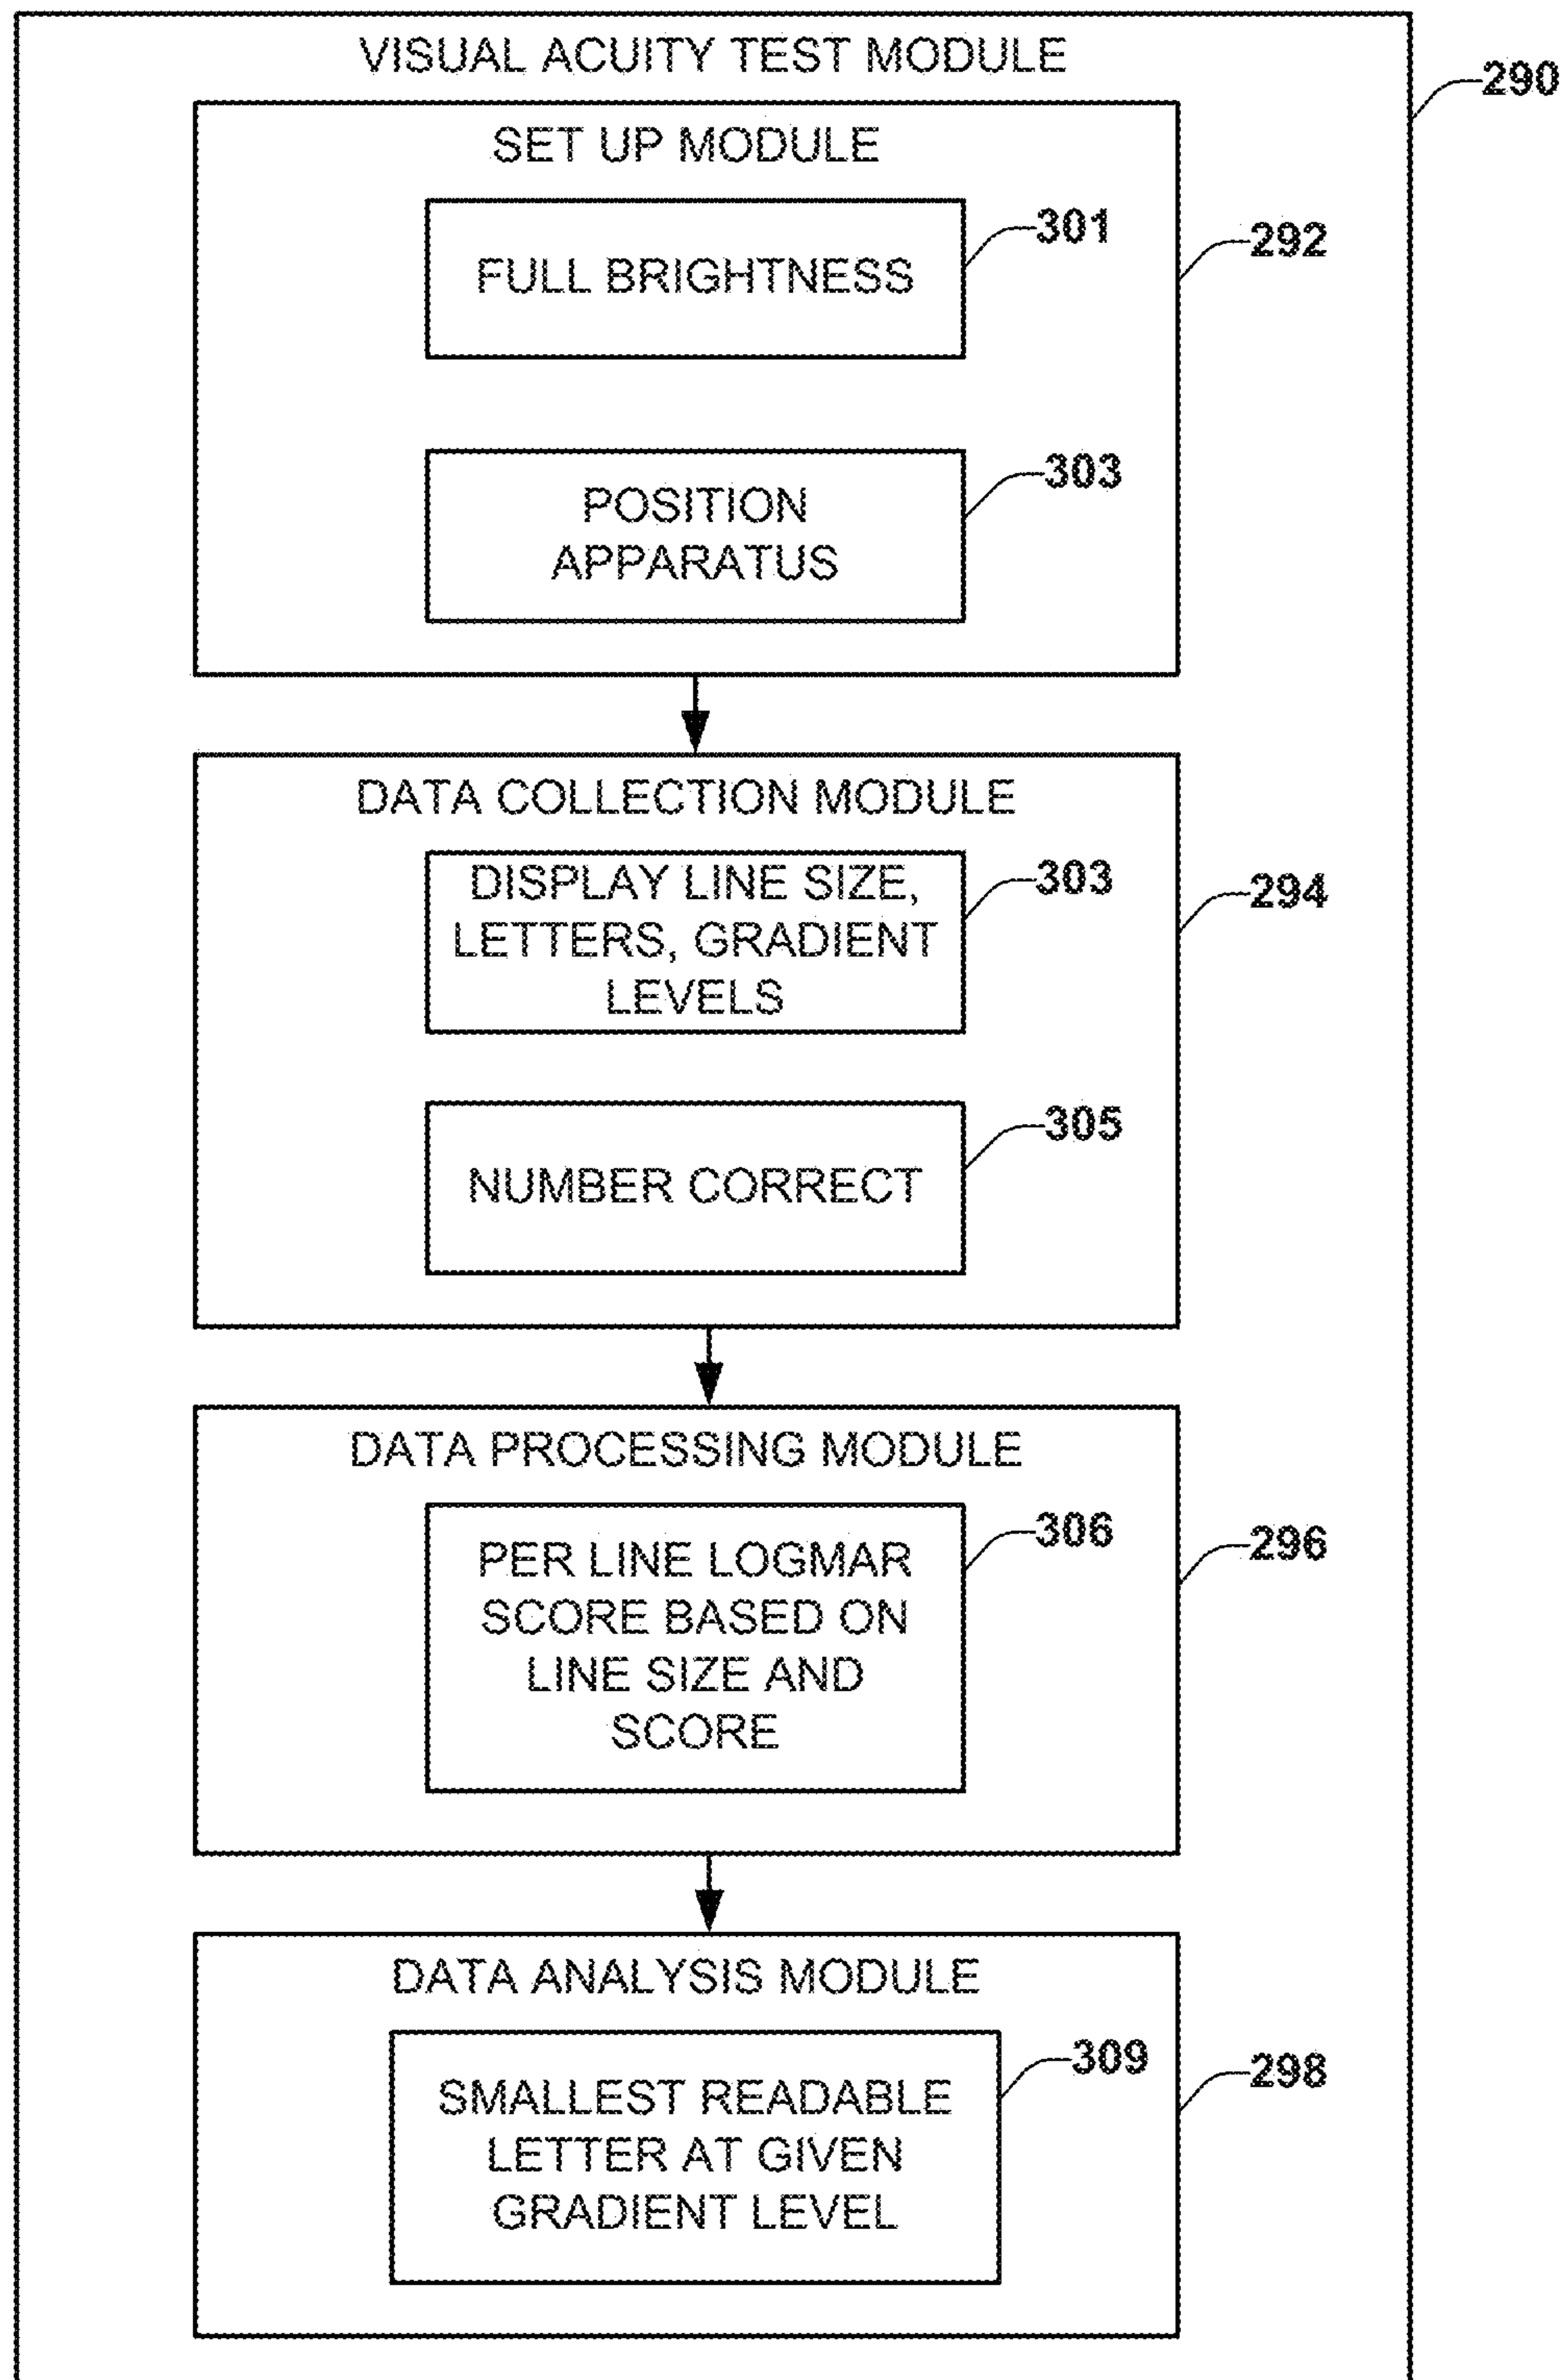 VISUAL ACUITY TEST MODULE
290
SET UP MODULE
301
FULL BRIGHTNESS
292
303
POSITION
APPARATUS
DATA COLLECTION MODULE
303
DISPLAY LINE SIZE,
LETTERS, GRADIENT
LEVELS
294
305
NUMBER CORRECT
DATA PROCESSING MODULE
306
PER LINE LOGMAR
SCORE BASED ON
LINE SIZE AND
SCORE
296
DATA ANALYSIS MODULE
309
SMALLEST READABLE
LETTER AT GIVEN
GRADIENT LEVEL
298